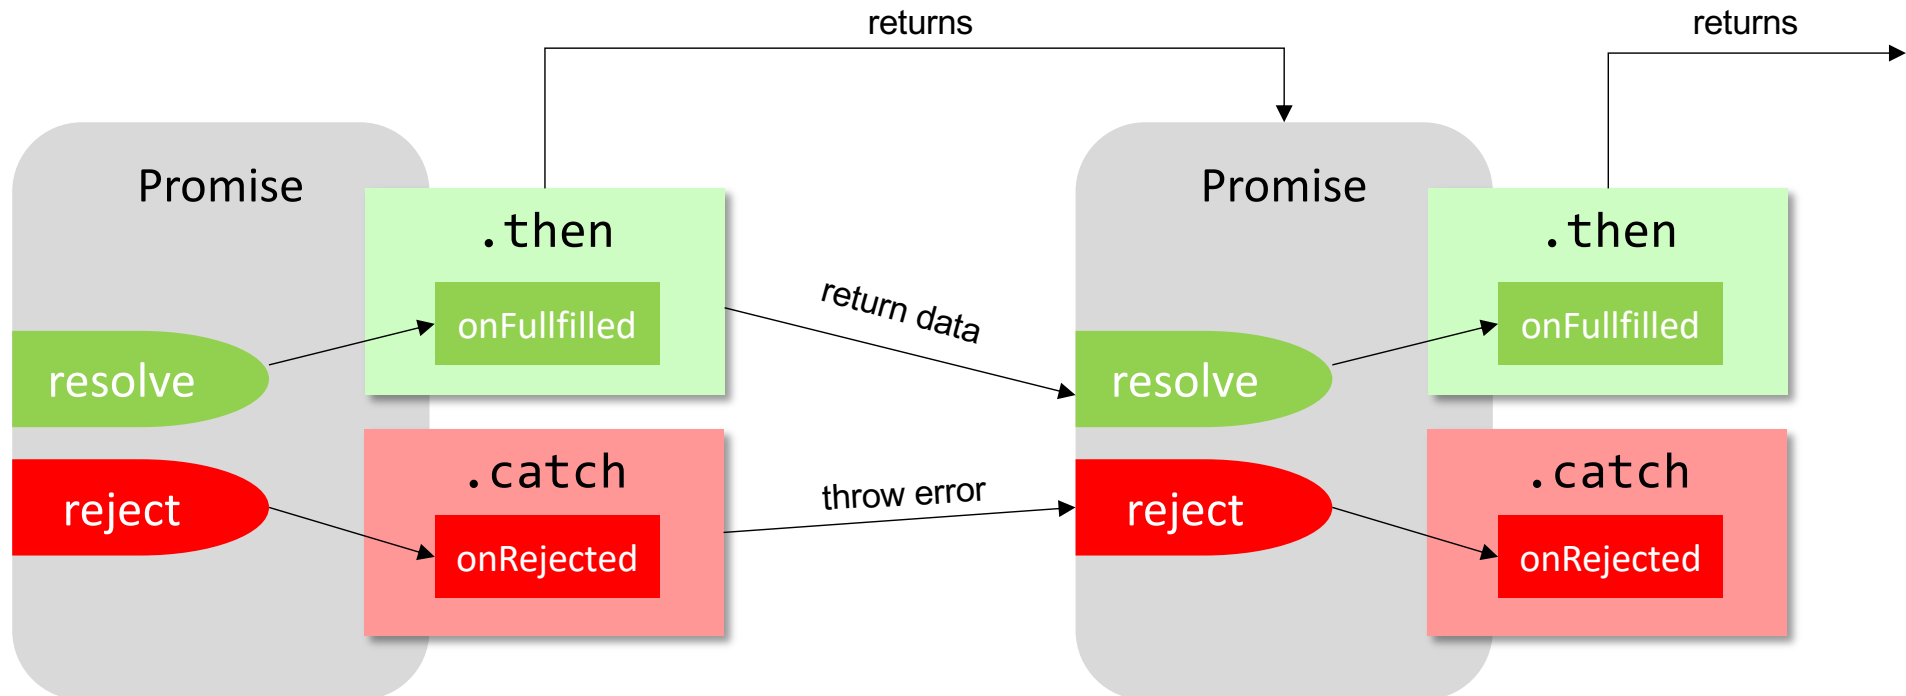 returns
returns
Promise
.then
onFullfilled
resolve
.catch
reject
onRejected
return data
throw error
Promise
.then
onFullfilled
resolve
.catch
reject
onRejected